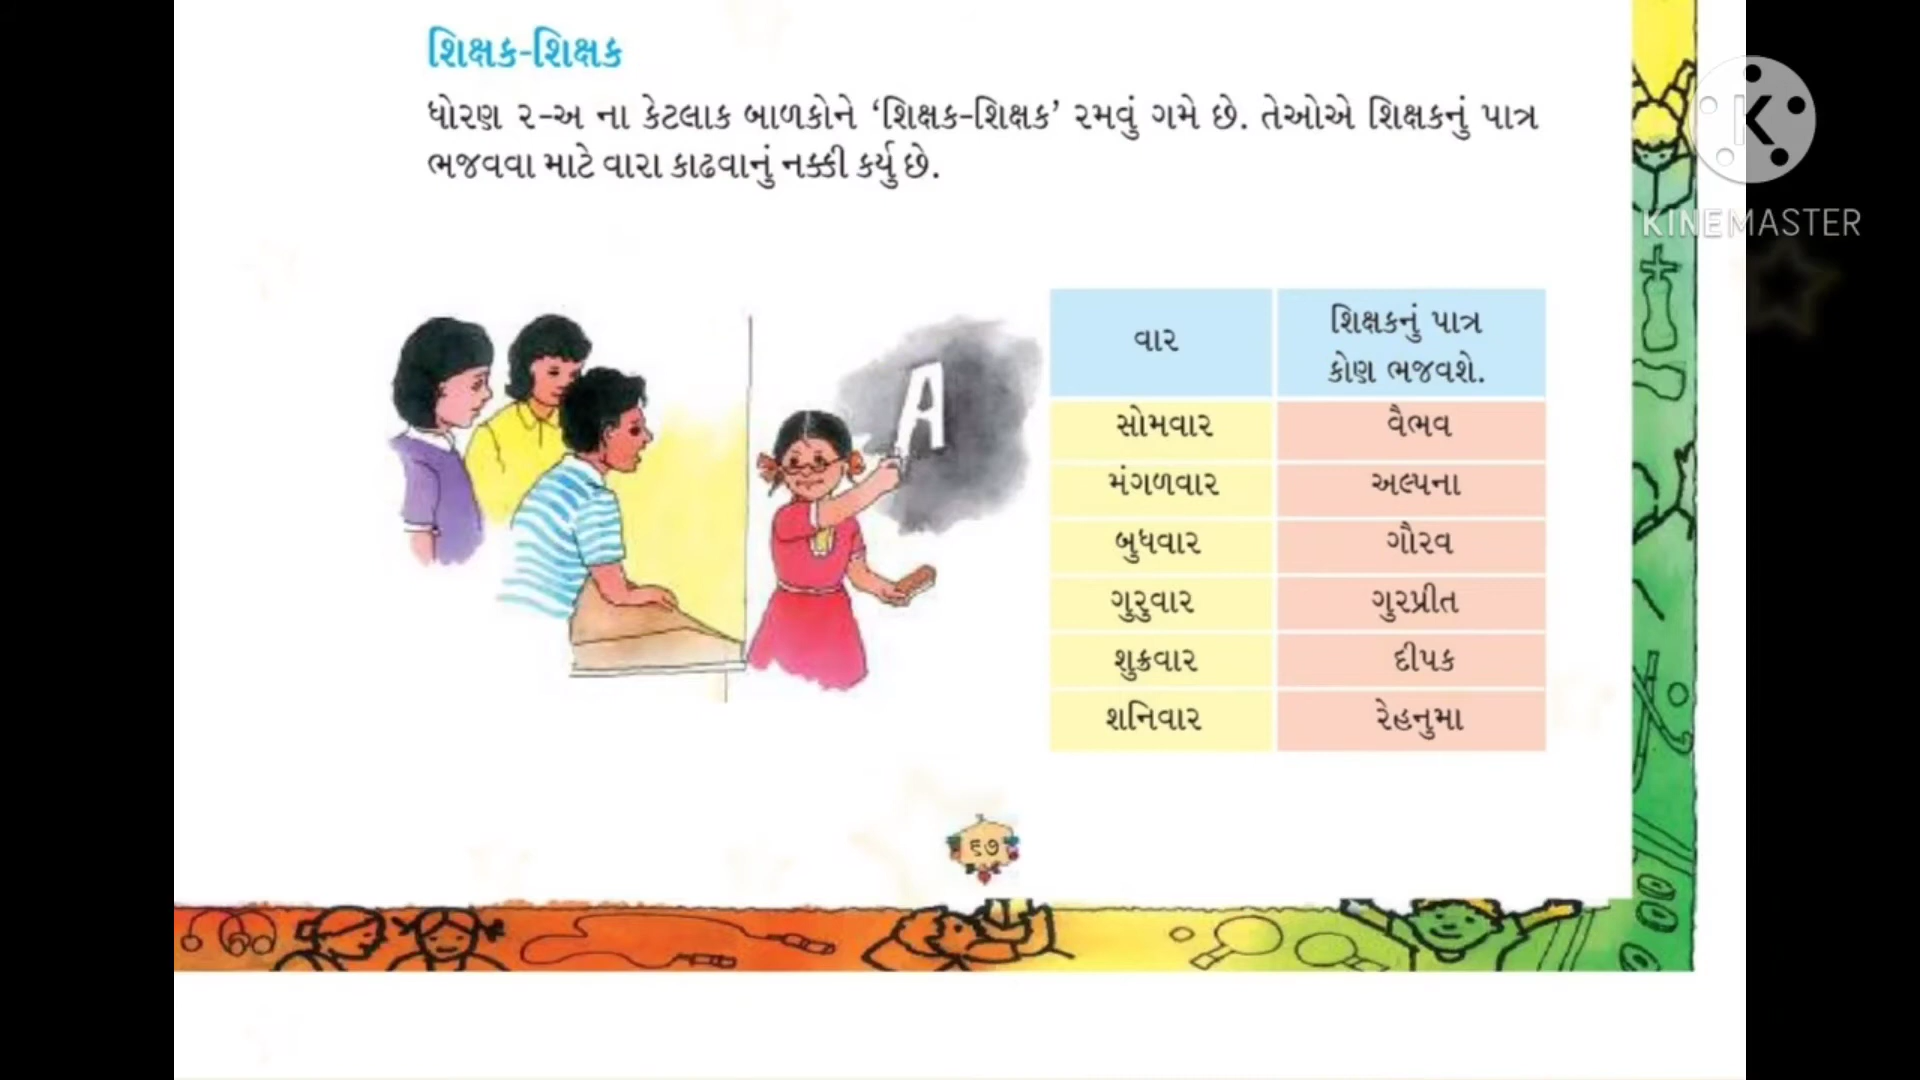 શિક્ષક-શિક્ષક
ધોરણ ૨-અ ના કેટલાક બાળકોને ‘શિક્ષક-શિક્ષક’ રમવું ગમે છે. તેઓએ શિક્ષકનું પાત્ર
ભજવવા માટે વારા કાઢવાનું નક્કી કર્યુ છે.
K
KINEMASTER
A
વાર
શિક્ષકનું પાત્ર
કોણ ભજવશે.
સોમવાર વૈભવ
મંગળવાર અલ્પના
બુધવાર ગૌરવ
ગુરુવાર ગુરપ્રીત
શુક્રવાર દીપક
શનિવાર રેહનુમા
૬૭